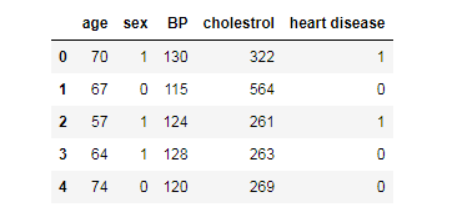 age sex BP cholestrol heart disease
0 70 1 130 322 1
1 67 0 115 564 0
2 57 1 124 261 1
3 64 1 128 263 0
4 74 0 120 269 0